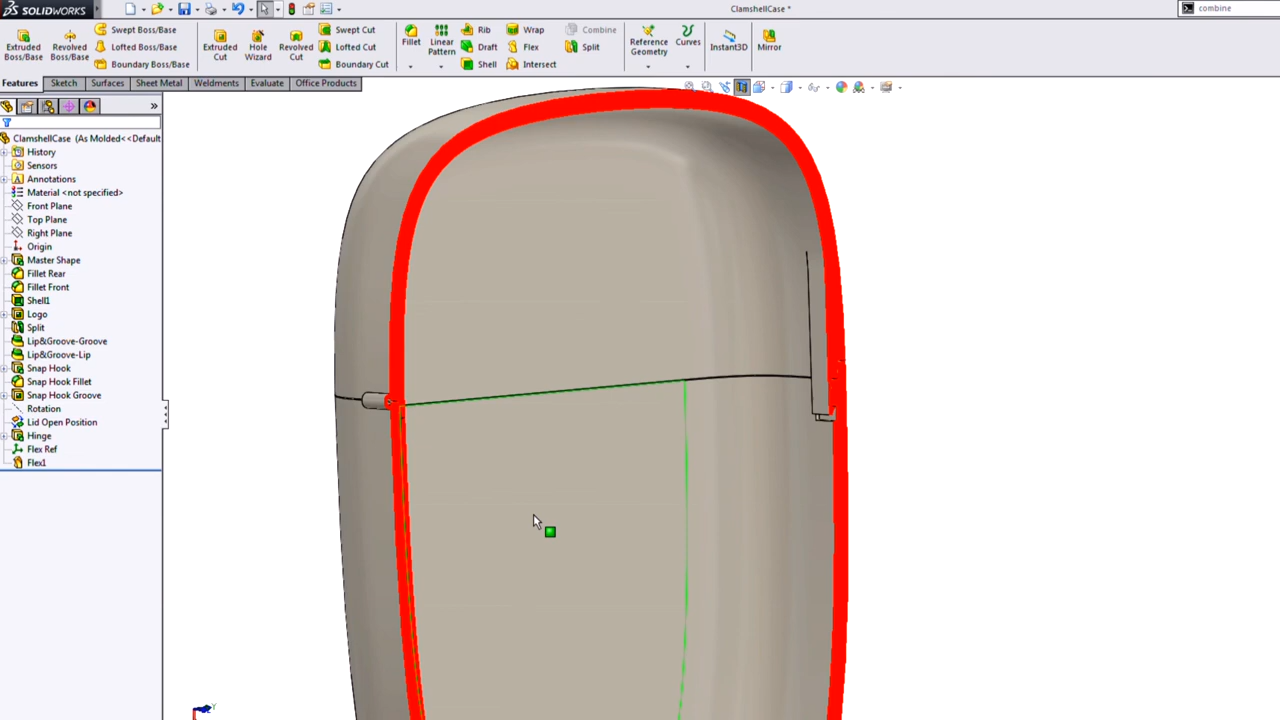 SOLIDWORKS
ClamshellCase *
combine
Extruded Boss/Base
Revolved Boss/Base
Swept Boss/Base
Lofted Boss/Base
Boundary Boss/Base
Extruded Cut
Hole Wizard
Revolved Cut
Swept Cut
Lofted Cut
Boundary Cut
Fillet
Linear Pattern
Rib
Draft
Shell
Wrap
Flex
Intersect
Combine
Split
Reference Geometry
Curves
Instant3D
Mirror
Features
Sketch
Surfaces
Sheet Metal
Weldments
Evaluate
Office Products
ClamshellCase (As Molded<<Default
History
Sensors
Annotations
Material <not specified>
Front Plane
Top Plane
Right Plane
Origin
Master Shape
Fillet Rear
Fillet Front
Shell1
Logo
Split
Lip&Groove-Groove
Lip&Groove-Lip
Snap Hook
Snap Hook Fillet
Snap Hook Groove
Rotation
Lid Open Position
Hinge
Flex Ref
Flex1